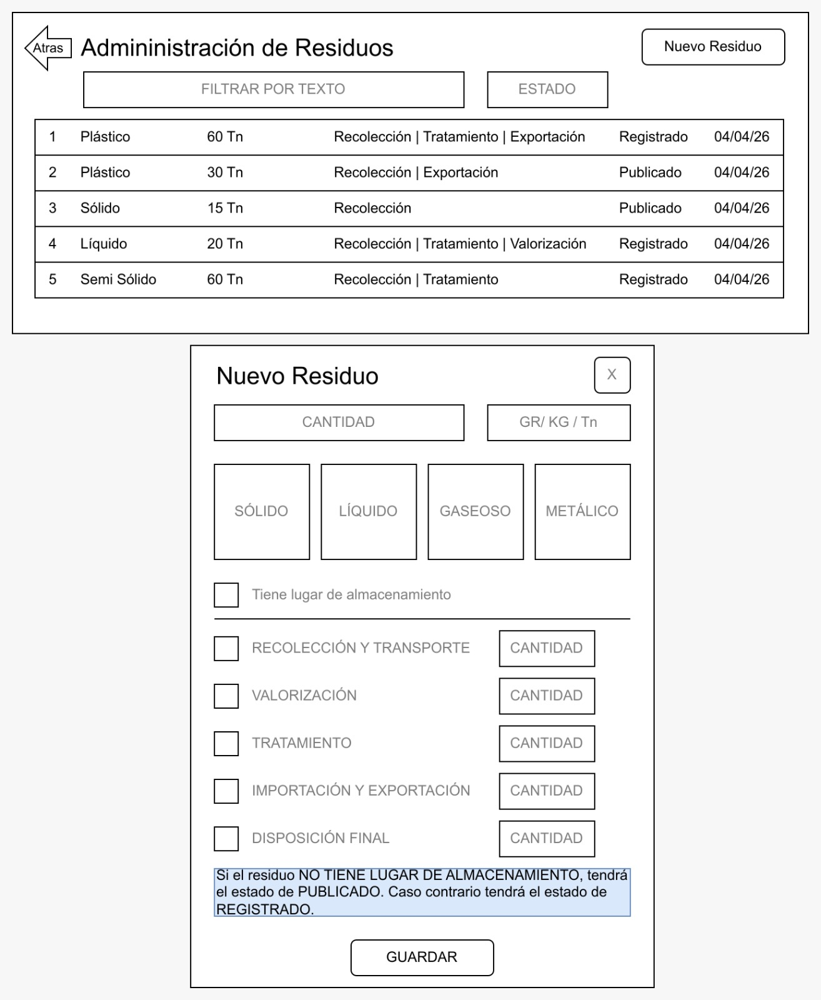 Atras
Admininistración de Residuos
Nuevo Residuo
FILTRAR POR TEXTO
ESTADO
1 Plástico 60 Tn Recolección | Tratamiento | Exportación Registrado 04/04/26
2 Plástico 30 Tn Recolección | Exportación Publicado 04/04/26
3 Sólido 15 Tn Recolección Publicado 04/04/26
4 Líquido 20 Tn Recolección | Tratamiento | Valorización Registrado 04/04/26
5 Semi Sólido 60 Tn Recolección | Tratamiento Registrado 04/04/26
Nuevo Residuo
X
CANTIDAD
GR/ KG / Tn
SÓLIDO
LÍQUIDO
GASEOSO
METÁLICO
Tiene lugar de almacenamiento
RECOLECCIÓN Y TRANSPORTE CANTIDAD
VALORIZACIÓN CANTIDAD
TRATAMIENTO CANTIDAD
IMPORTACIÓN Y EXPORTACIÓN CANTIDAD
DISPOSICIÓN FINAL CANTIDAD
Si el residuo NO TIENE LUGAR DE ALMACENAMIENTO, tendrá
el estado de PUBLICADO. Caso contrario tendrá el estado de
REGISTRADO.
GUARDAR